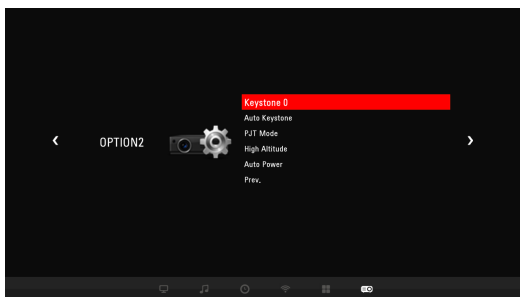 OPTION2
Keystone 0
Auto Keystone
PJT Mode
High Altitude
Auto Power
Prev.